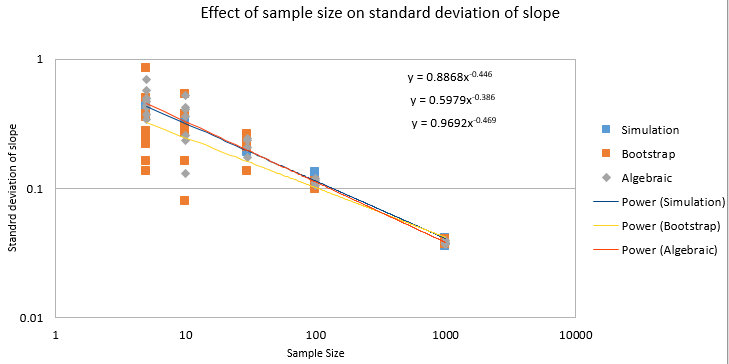 Effect of sample size on standard deviation of slope
y = 0.8868x^-0.446
y = 0.5979x^-0.386
y = 0.9692x^-0.469
1
0.1
0.01
Standrd deviation of slope
1 10 100 1000 10000
Sample Size
Simulation
Bootstrap
Algebraic
Power (Simulation)
Power (Bootstrap)
Power (Algebraic)